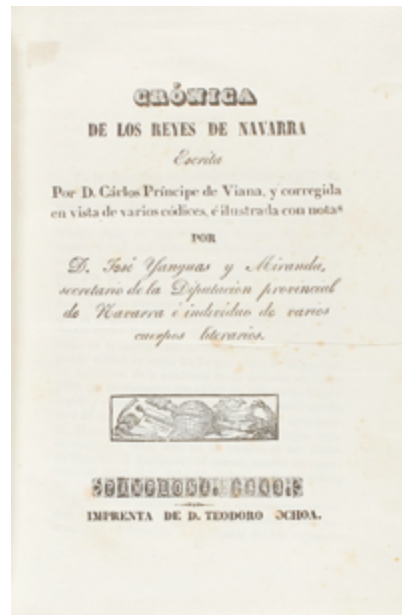 CRÓNICA
DE LOS REYES DE NAVARRA
Escrita
Por D. Cárlos Príncipe de Viana, y corregida
en vista de varios códices, é ilustrada con notas
POR
D. José Yanguas y Miranda,
secretario de la Diputacion provincial
de Navarra é individuo de varios
cuerpos literarios.
PAMPLONA
IMPRENTA DE D. TEODORO OCHOA.